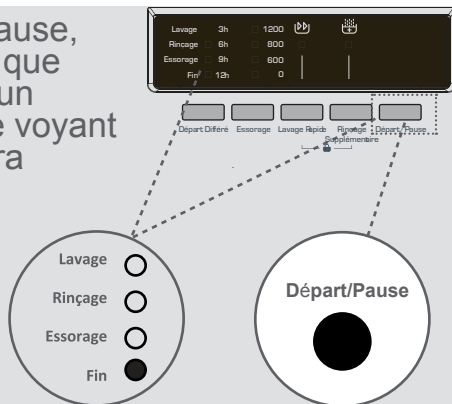 ause,
que
un
e voyant
ra
Lavage 3h 1200
Rinçage 6h 800
Essorage 9h 600
Fin 12h 0
Départ Différé Essorage Lavage Rapide Rinçage Supplémentaire Départ/Pause
Lavage
Rinçage
Essorage
Fin
Départ/Pause